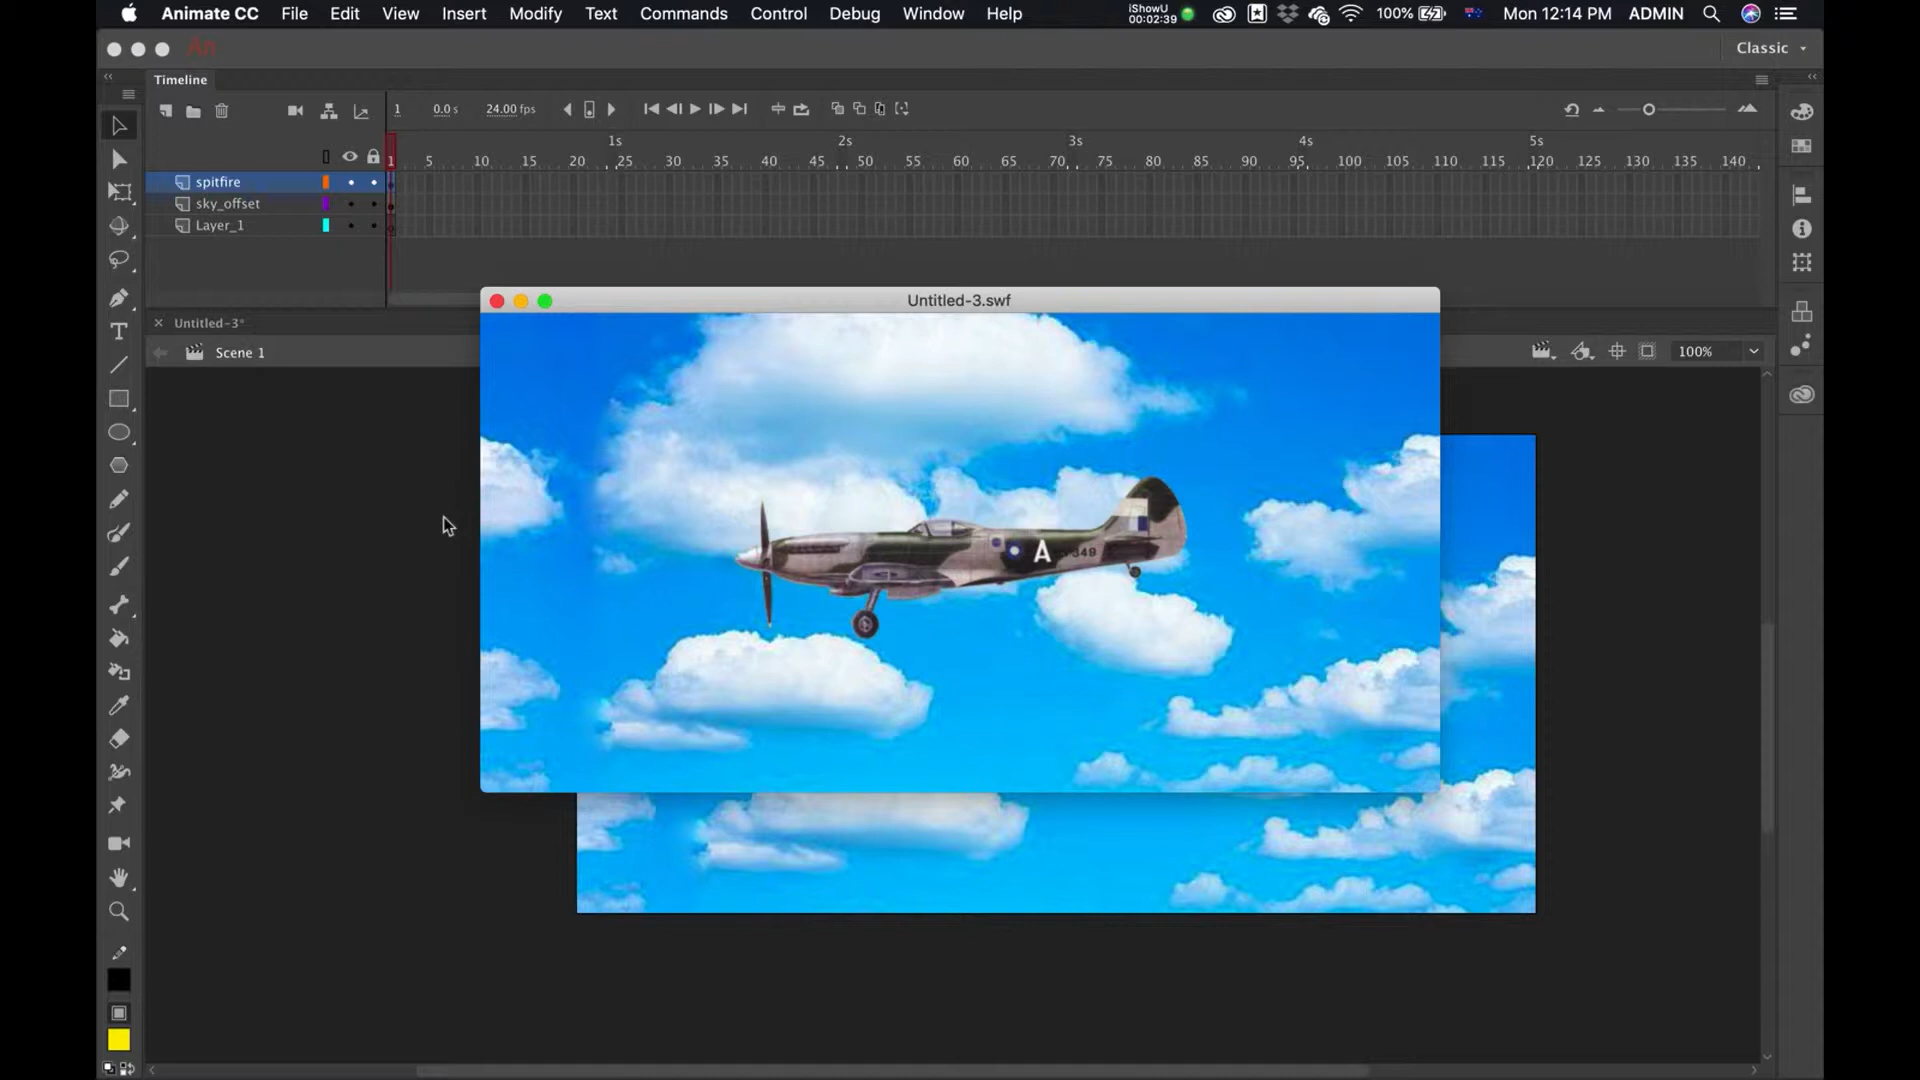 Animate CC File Edit View Insert Modify Text Commands Control Debug Window Help iShowU 00:02:39 100% Mon 12:14 PM ADMIN
An Classic
Timeline
1 0.0 s 24.00 fps
1s 2s 3s 4s 5s
1 5 10 15 20 25 30 35 40 45 50 55 60 65 70 75 80 85 90 95 100 105 110 115 120 125 130 135 140
spitfire
sky_offset
Layer_1
Untitled-3.swf
Untitled-3*
Scene 1 100%
A 349